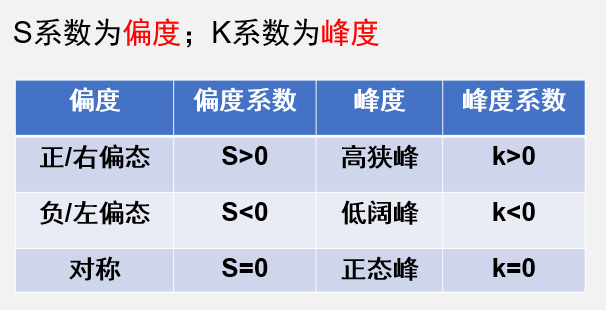 S系数为偏度；K系数为峰度
偏度 偏度系数 峰度 峰度系数
正/右偏态 S>0 高狭峰 k>0
负/左偏态 S<0 低阔峰 k<0
对称 S=0 正态峰 k=0